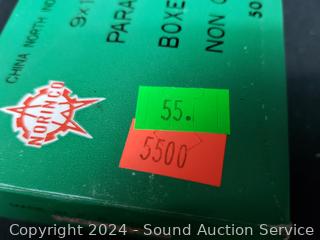 CHINA NORTH
9x1
PARA
BOXE
NON C
50
NORINCO
55.
5500
Copyright 2024 - Sound Auction Service